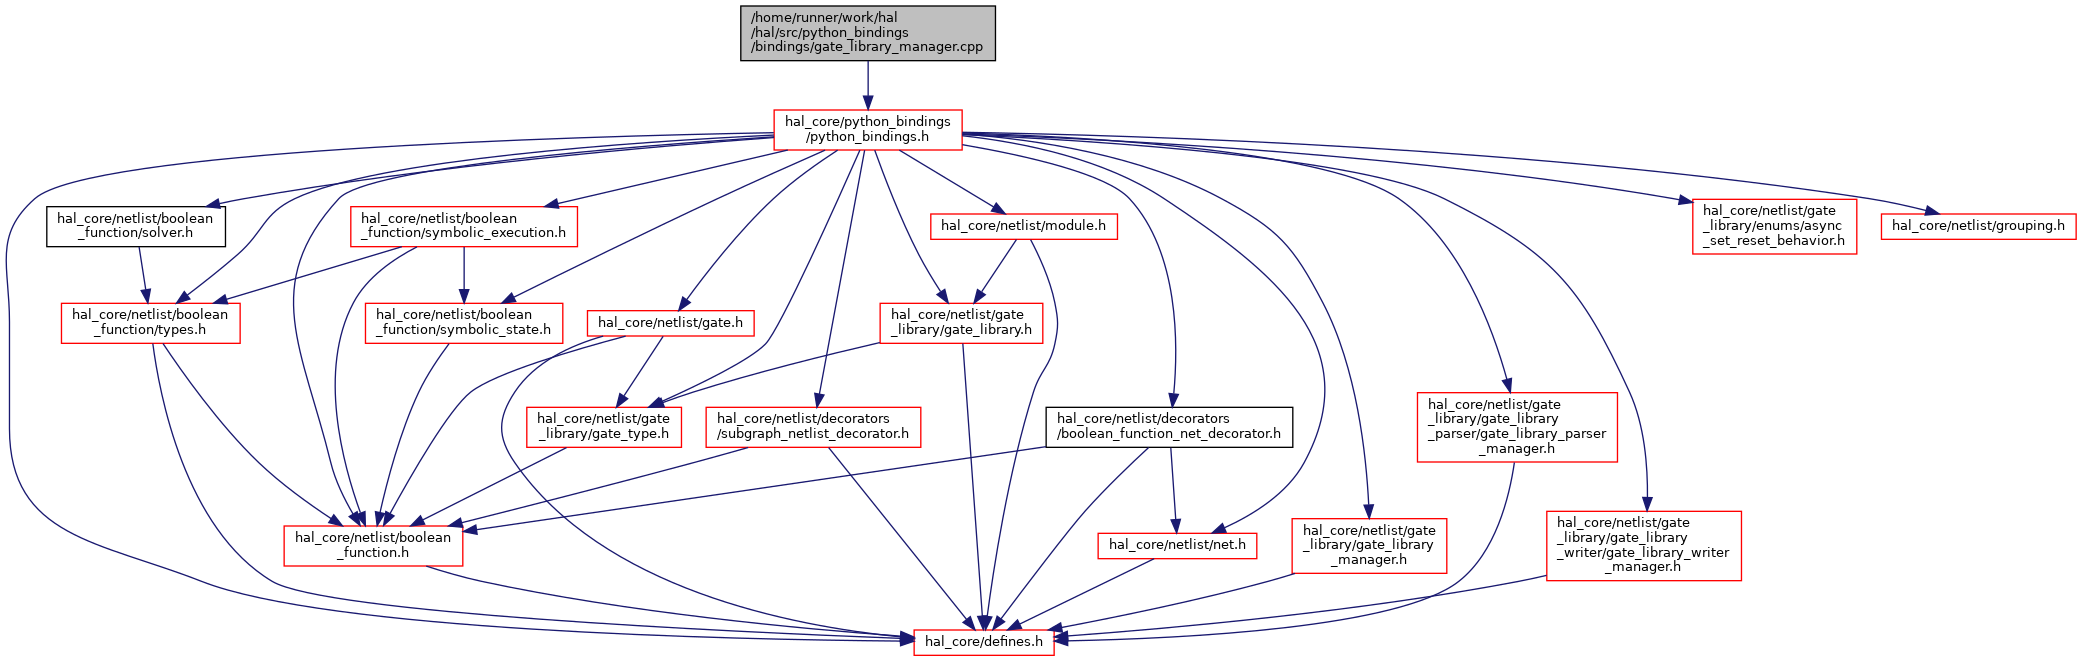 /home/runner/work/hal
/hal/src/python_bindings
/bindings/gate_library_manager.cpp
hal_core/python_bindings
/python_bindings.h
hal_core/netlist/boolean
_function/solver.h
hal_core/netlist/boolean
_function/symbolic_execution.h
hal_core/netlist/module.h
hal_core/netlist/gate
_library/enums/async
_set_reset_behavior.h
hal_core/netlist/grouping.h
hal_core/netlist/boolean
_function/types.h
hal_core/netlist/boolean
_function/symbolic_state.h
hal_core/netlist/gate.h
hal_core/netlist/gate
_library/gate_library.h
hal_core/netlist/gate
_library/gate_type.h
hal_core/netlist/decorators
/subgraph_netlist_decorator.h
hal_core/netlist/decorators
/boolean_function_net_decorator.h
hal_core/netlist/gate
_library/gate_library
_parser/gate_library_parser
_manager.h
hal_core/netlist/boolean
_function.h
hal_core/netlist/net.h
hal_core/netlist/gate
_library/gate_library
_manager.h
hal_core/netlist/gate
_library/gate_library
_writer/gate_library_writer
_manager.h
hal_core/defines.h